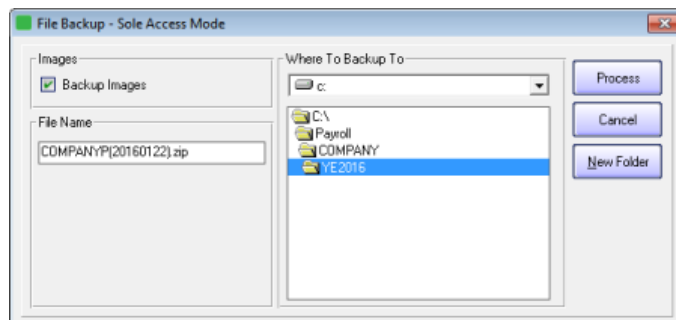 File Backup - Sole Access Mode
Images
Backup Images
File Name
COMPANYP(20160122).zip
Where To Backup To
c:
C:\
Payroll
COMPANY
YE2016
Process
Cancel
New Folder